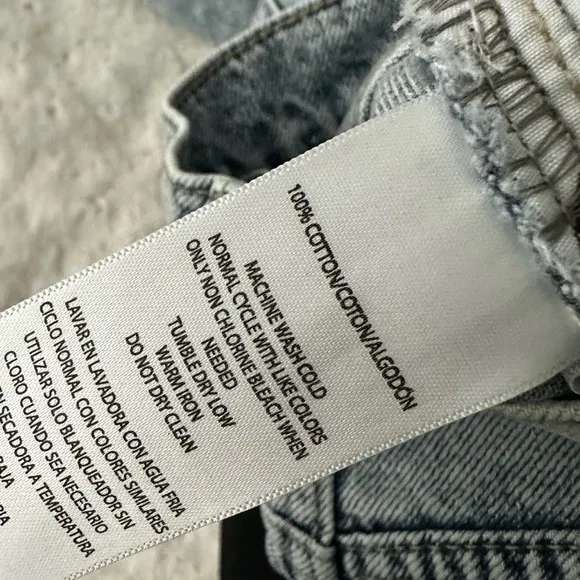 100% COTTON/COTON/ALGODÓN
MACHINE WASH COLD
NORMAL CYCLE WITH LIKE COLORS
ONLY NON CHLORINE BLEACH WHEN
NEEDED
TUMBLE DRY LOW
WARM IRON
DO NOT DRY CLEAN
LAVAR EN LAVADORA CON AGUA FRIA
CICLO NORMAL CON COLORES SIMILARES
UTILIZAR SOLO BLANQUEADOR SIN
CLORO CUANDO SEA NECESARIO
EN SECADORA A TEMPERATURA
BAJA